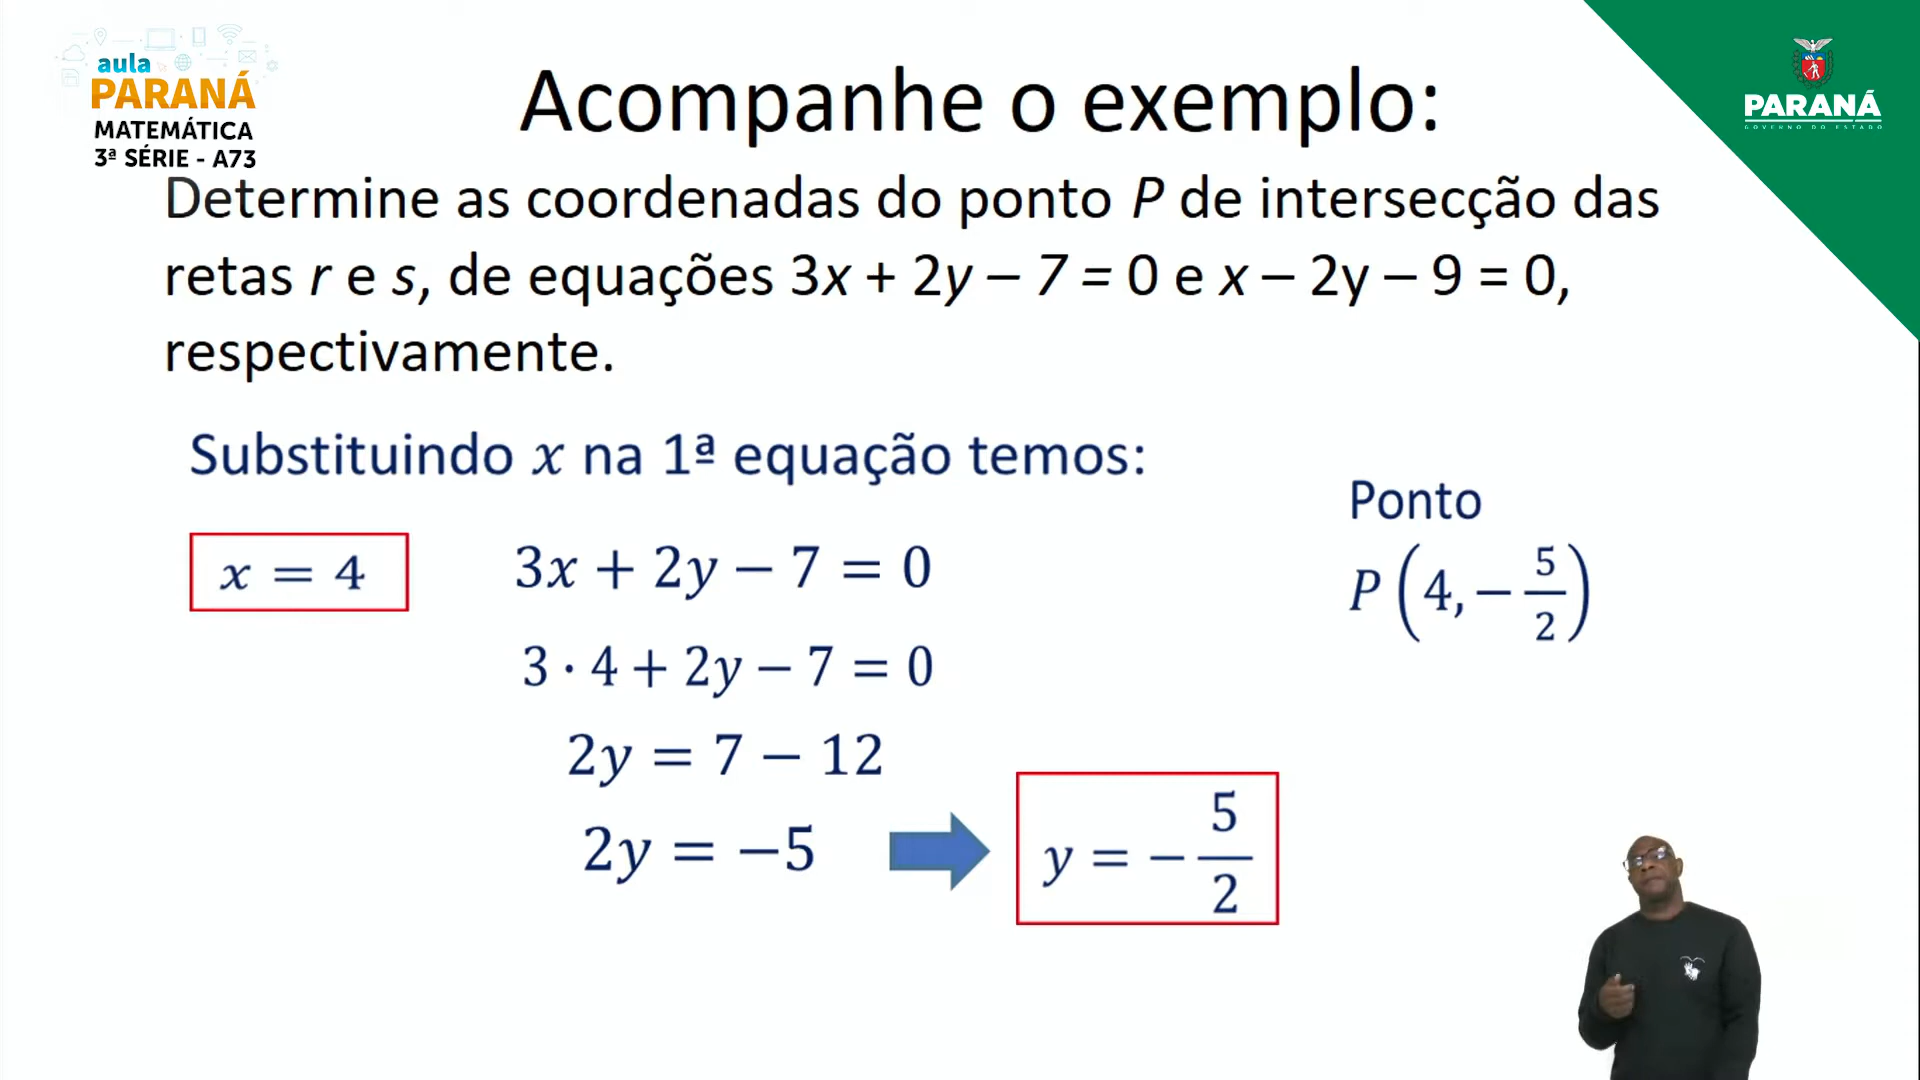 aula
PARANÁ
MATEMÁTICA
3ª SÉRIE - A73
PARANÁ
GOVERNO DO ESTADO
Acompanhe o exemplo:
Determine as coordenadas do ponto P de intersecção das
retas r e s, de equações 3x + 2y – 7 = 0 e x – 2y – 9 = 0,
respectivamente.
Substituindo x na 1ª equação temos:
x = 4
3x + 2y − 7 = 0
3 · 4 + 2y − 7 = 0
2y = 7 − 12
2y = −5
y = −5/2
Ponto
P(4, −5/2)